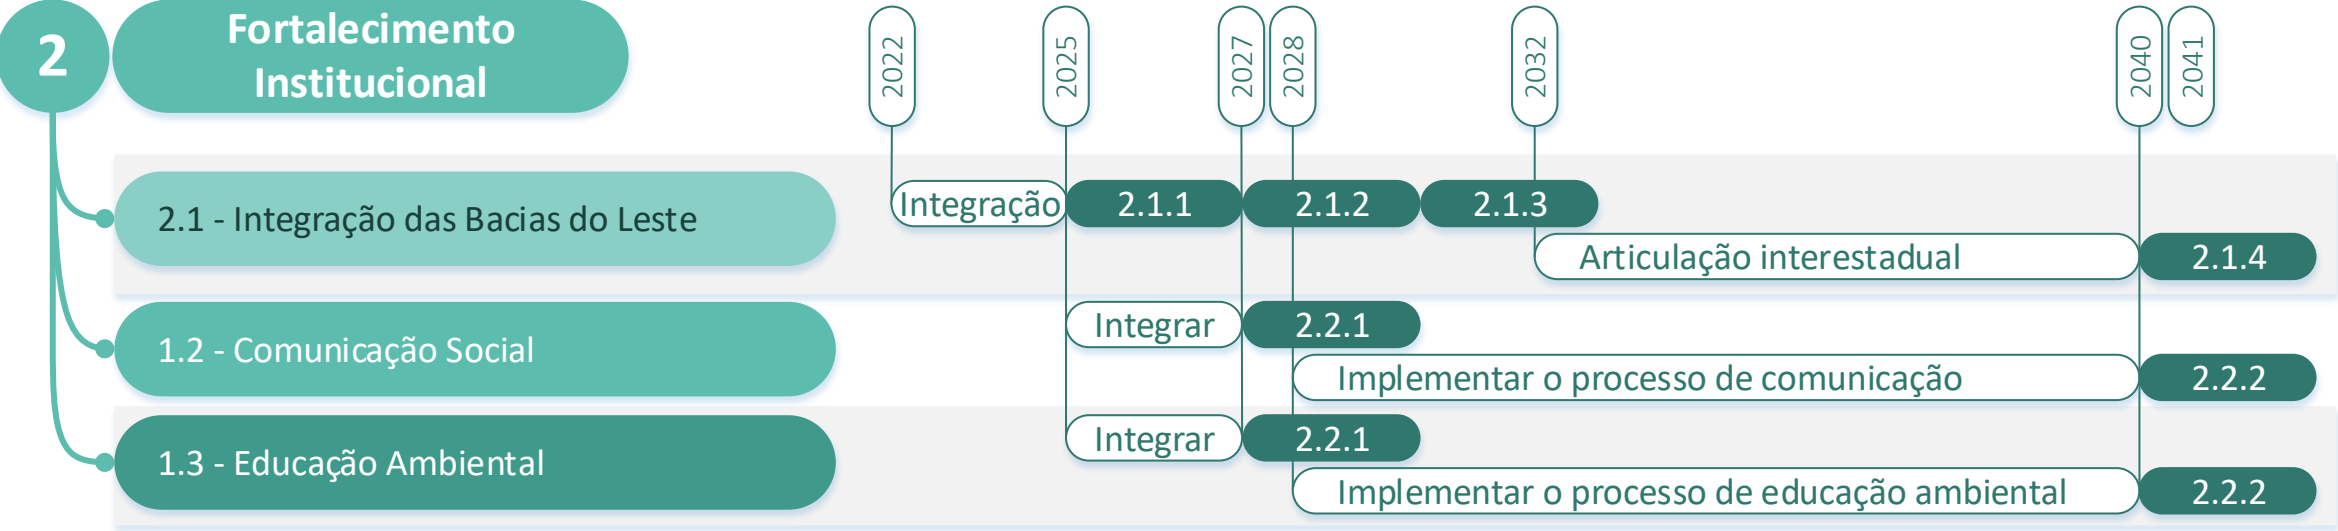 2
Fortalecimento
Institucional
2022
2025
2027
2028
2032
2040
2041
2.1 - Integração das Bacias do Leste
Integração
2.1.1
2.1.2
2.1.3
Articulação interestadual
2.1.4
1.2 - Comunicação Social
Integrar
2.2.1
Implementar o processo de comunicação
2.2.2
1.3 - Educação Ambiental
Integrar
2.2.1
Implementar o processo de educação ambiental
2.2.2